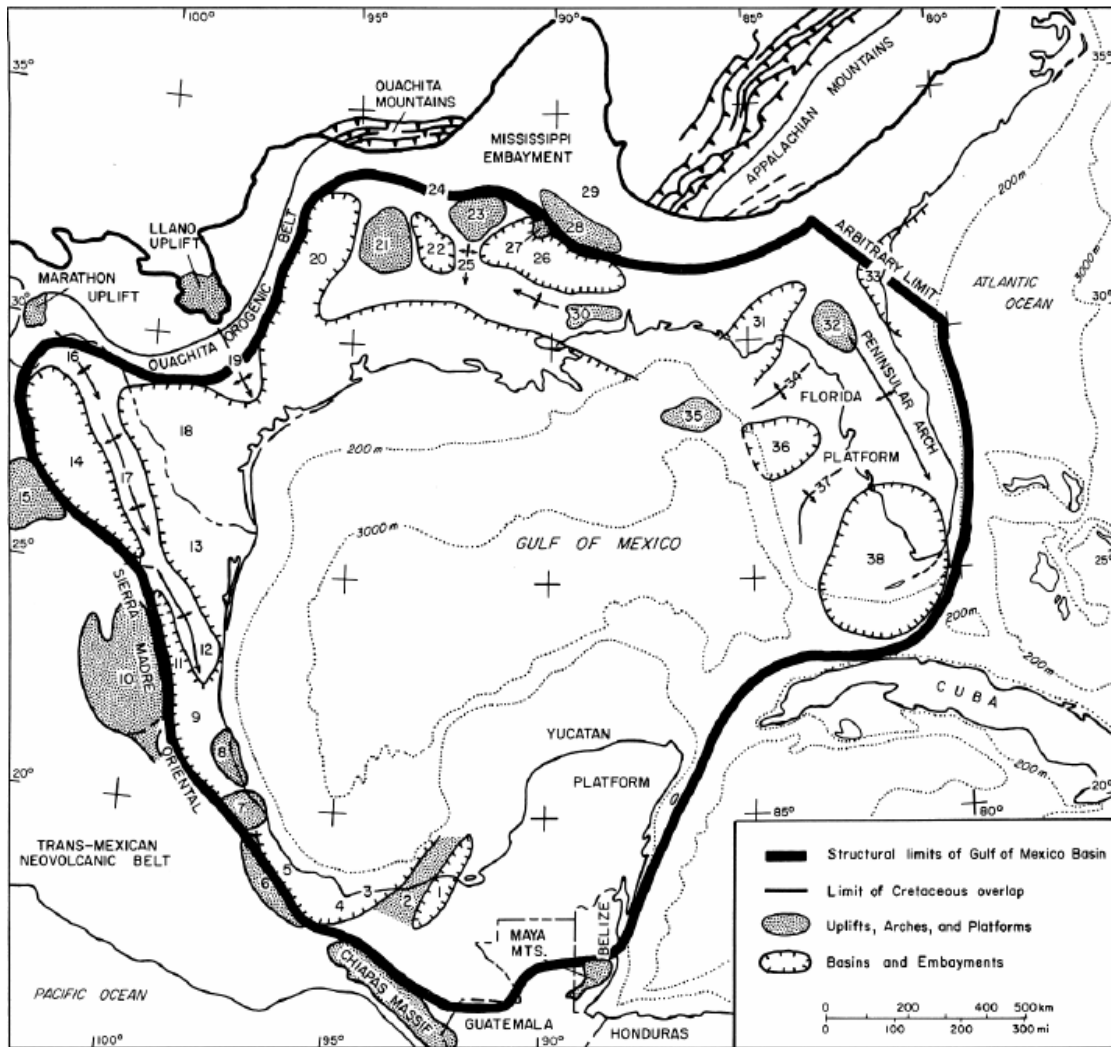 100°
95°
90°
85°
80°
35°
35°
OUACHITA
MOUNTAINS
MISSISSIPPI
EMBAYMENT
APPALACHIAN MOUNTAINS
200m
3000m
24
29
23
28
LLANO
UPLIFT
BELT
20
21
22
25
27
26
ARBITRARY LIMIT
33
ATLANTIC
OCEAN
MARATHON
UPLIFT
30°
30°
30
31
32
OUACHITA OROGENIC
16
19
PENINSULAR ARCH
34
FLORIDA
35
18
200m
36
PLATFORM
14
17
37
15
3000m
GULF OF MEXICO
13
25°
25°
38
SIERRA MADRE ORIENTAL
200m
200m
12
11
10
CUBA
9
YUCATAN
8
PLATFORM
200m
20°
20°
7
85°
80°
TRANS-MEXICAN
NEOVOLCANIC BELT
5
3
1
2
6
4
Structural limits of Gulf of Mexico Basin
Limit of Cretaceous overlap
Uplifts, Arches, and Platforms
Basins and Embayments
MAYA
MTS.
BELIZE
CHIAPAS MASSIF
PACIFIC OCEAN
GUATEMALA
HONDURAS
0 200 400 500km
0 100 200 300 mi
100°
95°
90°